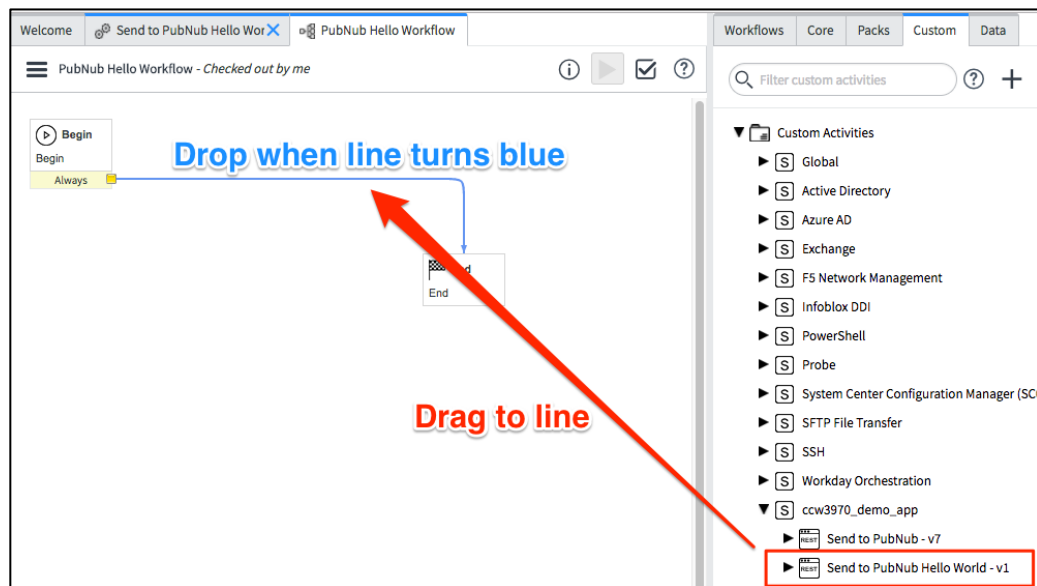 Welcome
Send to PubNub Hello Wor
PubNub Hello Workflow
PubNub Hello Workflow - Checked out by me
Begin
Begin
Always
Drop when line turns blue
End
Drag to line
Workflows
Core
Packs
Custom
Data
Filter custom activities
Custom Activities
S Global
S Active Directory
S Azure AD
S Exchange
S F5 Network Management
S Infoblox DDI
S PowerShell
S Probe
S System Center Configuration Manager (SC
S SFTP File Transfer
S SSH
S Workday Orchestration
S ccw3970_demo_app
REST Send to PubNub - v7
REST Send to PubNub Hello World - v1